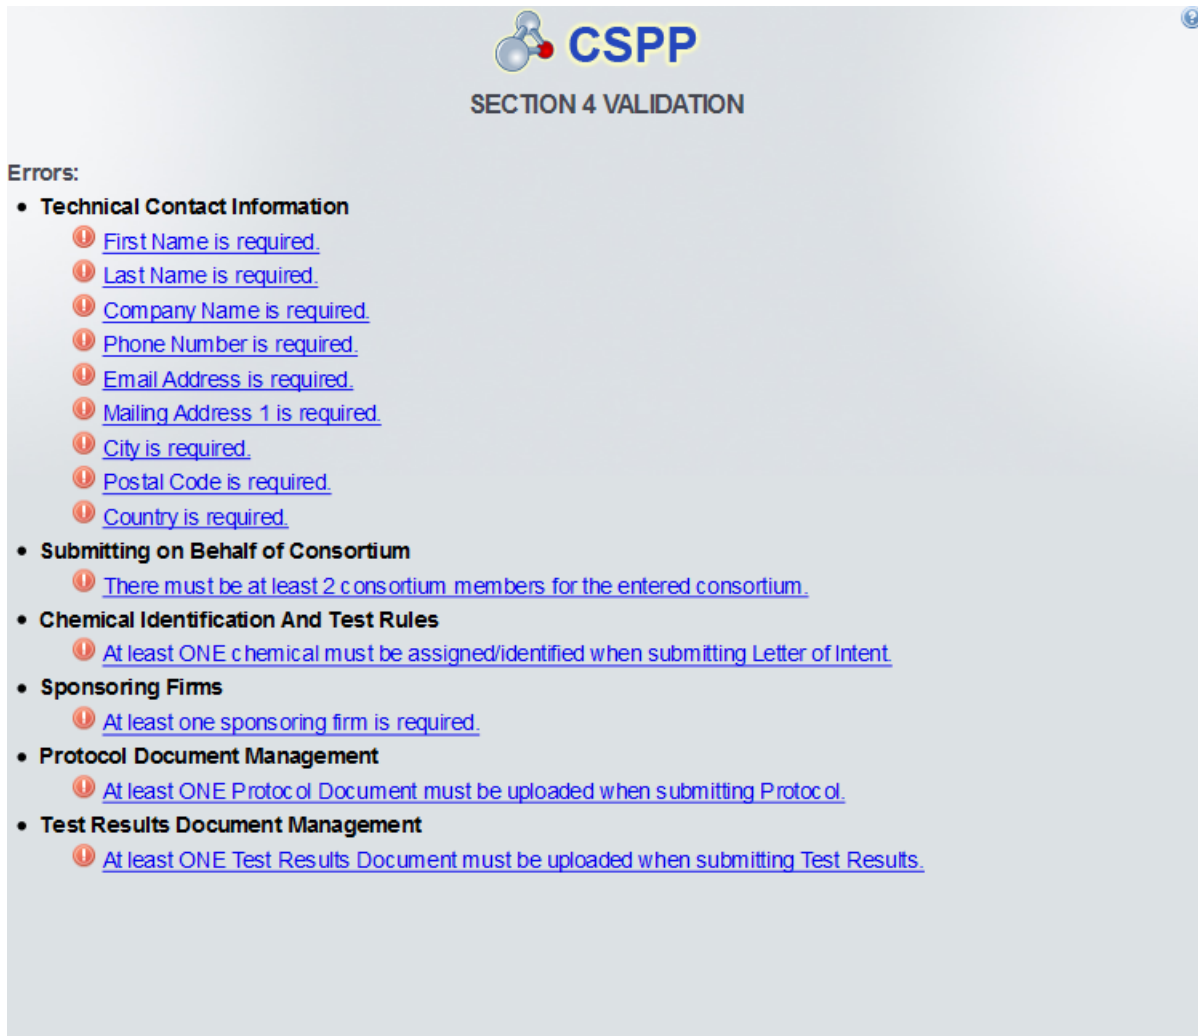 CSPP
SECTION 4 VALIDATION
Errors:
Technical Contact Information
First Name is required.
Last Name is required.
Company Name is required.
Phone Number is required.
Email Address is required.
Mailing Address 1 is required.
City is required.
Postal Code is required.
Country is required.
Submitting on Behalf of Consortium
There must be at least 2 consortium members for the entered consortium.
Chemical Identification And Test Rules
At least ONE chemical must be assigned/identified when submitting Letter of Intent.
Sponsoring Firms
At least one sponsoring firm is required.
Protocol Document Management
At least ONE Protocol Document must be uploaded when submitting Protocol.
Test Results Document Management
At least ONE Test Results Document must be uploaded when submitting Test Results.